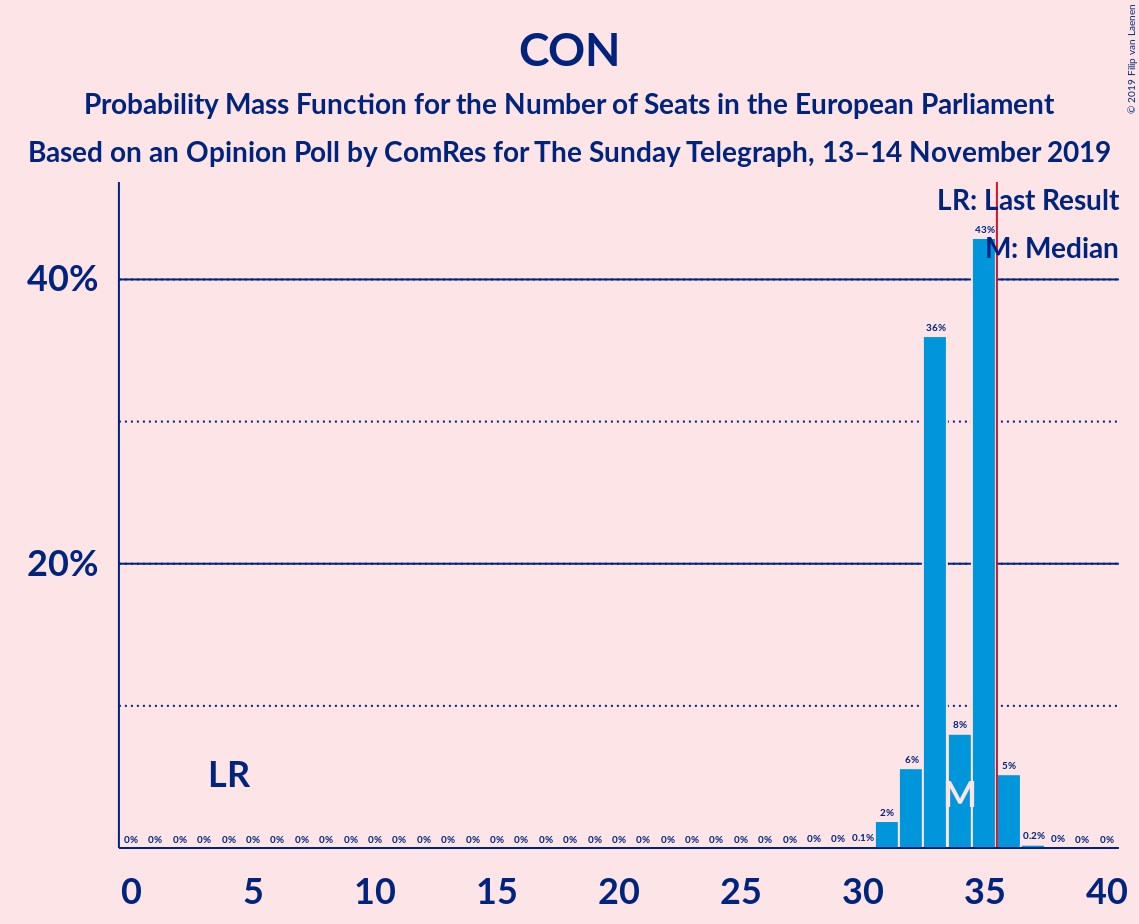 CON
Probability Mass Function for the Number of Seats in the European Parliament
Based on an Opinion Poll by ComRes for The Sunday Telegraph, 13–14 November 2019
© 2019 Filip van Laenen
LR: Last Result
M: Median
43%
40%
36%
20%
8%
LR
6%
5%
M
2%
0% 0% 0% 0% 0% 0% 0% 0% 0% 0% 0% 0% 0% 0% 0% 0% 0% 0% 0% 0% 0% 0% 0% 0% 0% 0% 0% 0% 0% 0% 0.1% 0.2% 0% 0% 0%
0 5 10 15 20 25 30 35 40